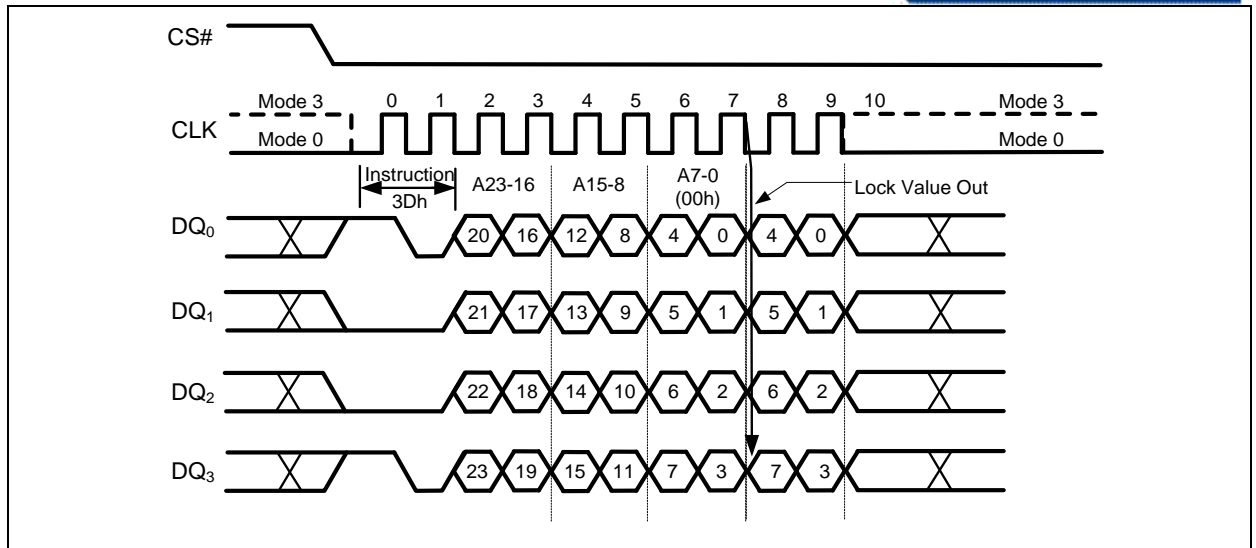 CS#
Mode 3 0 1 2 3 4 5 6 7 8 9 10 Mode 3
CLK
Mode 0 Mode 0
Instruction A23-16 A15-8 A7-0 Lock Value Out
3Dh (00h)
DQ0 20 16 12 8 4 0 4 0
DQ1 21 17 13 9 5 1 5 1
DQ2 22 18 14 10 6 2 6 2
DQ3 23 19 15 11 7 3 7 3